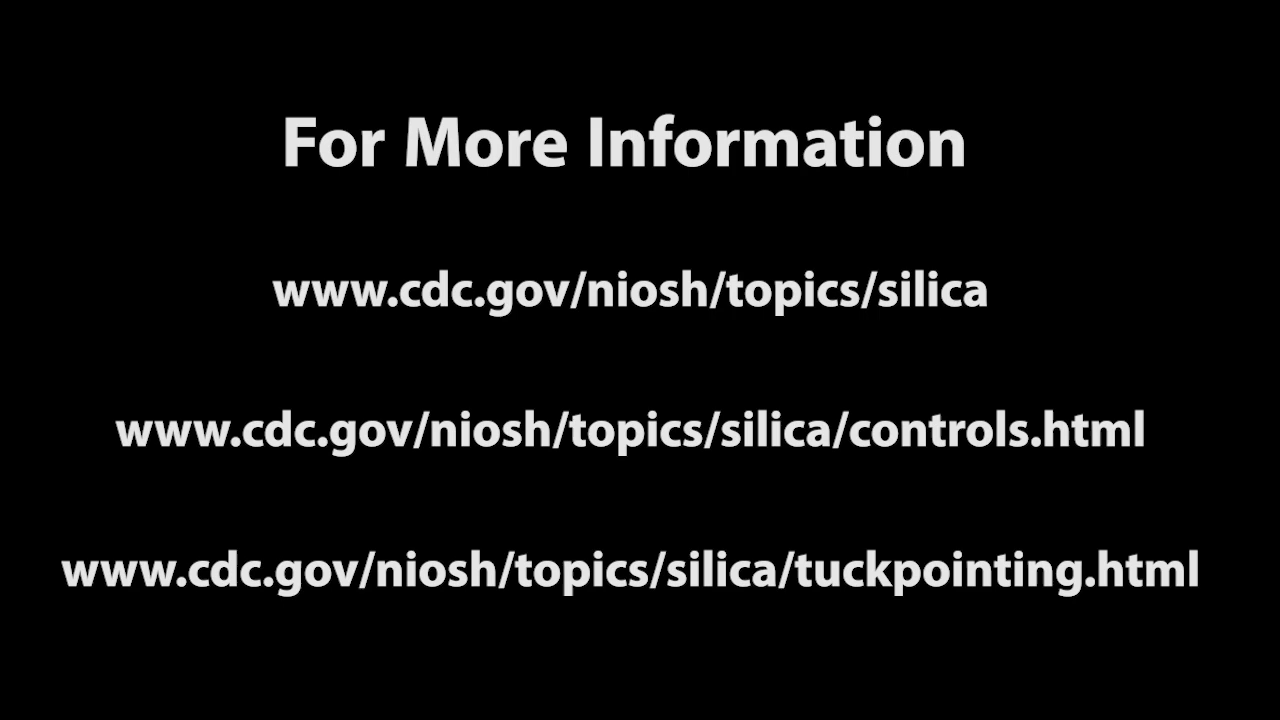 For More Information
www.cdc.gov/niosh/topics/silica
www.cdc.gov/niosh/topics/silica/controls.html
www.cdc.gov/niosh/topics/silica/tuckpointing.html